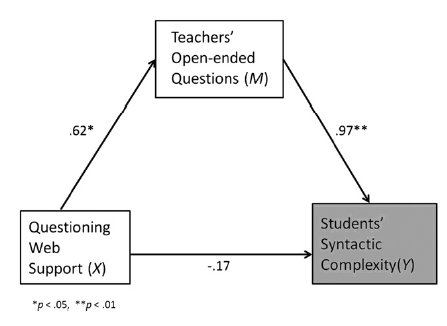 Teachers'
Open-ended
Questions (M)
.62*
.97**
Questioning
Web
Support (X)
-.17
Students'
Syntactic
Complexity(Y)
*p < .05, **p < .01